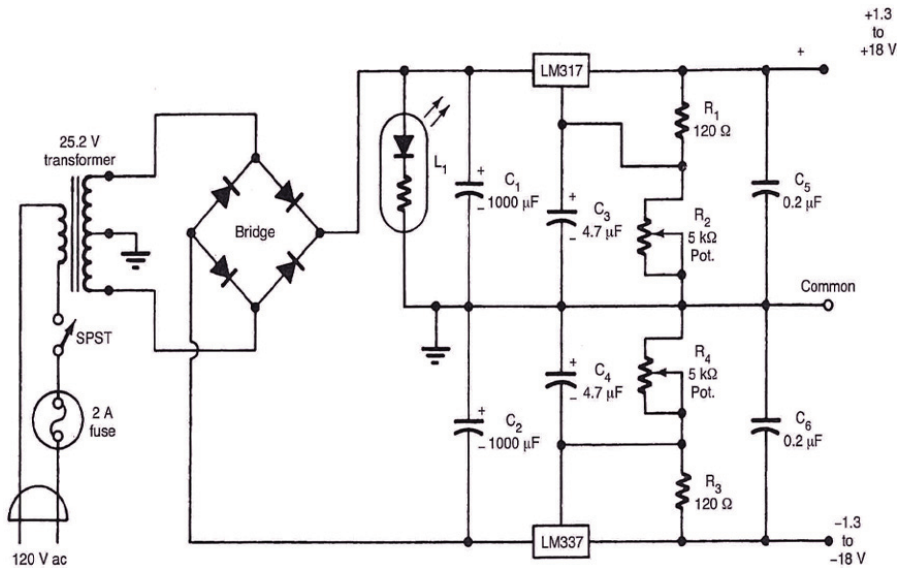 +1.3
to
+18 V
+
LM317
25.2 V
transformer
R1
120 Ω
L1
+
C1
1000 µF
−
Bridge
+
C3
4.7 µF
−
R2
5 kΩ
Pot.
C5
0.2 µF
Common
SPST
+
C4
4.7 µF
−
R4
5 kΩ
Pot.
2 A
fuse
+
C2
1000 µF
−
C6
0.2 µF
R3
120 Ω
−1.3
to
−18 V
LM337
120 V ac